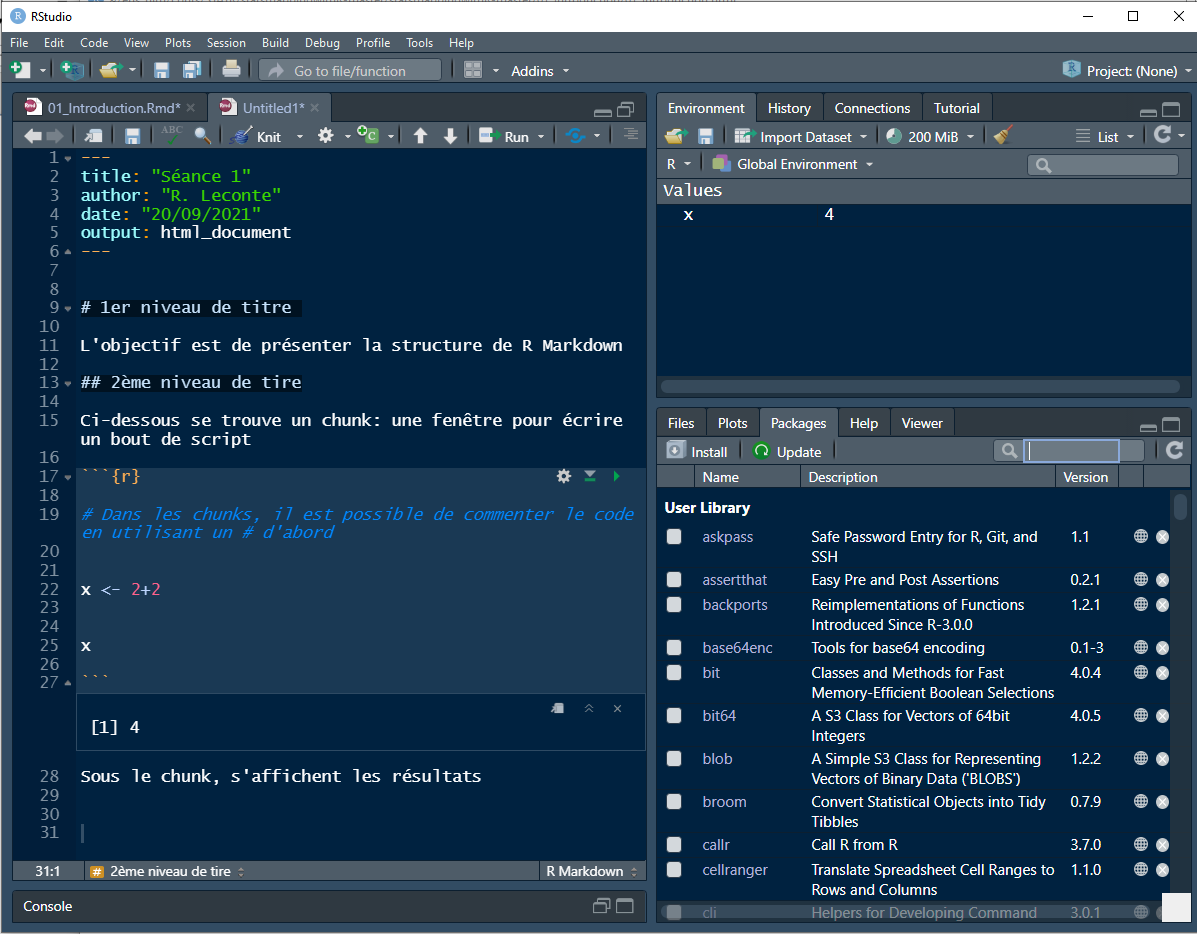 RStudio
File Edit Code View Plots Session Build Debug Profile Tools Help
Go to file/function Addins Project: (None)
01_Introduction.Rmd* Untitled1*
ABC Knit Run
1 ---
2 title: "Séance 1"
3 author: "R. Leconte"
4 date: "20/09/2021"
5 output: html_document
6 ---
7
8
9 # 1er niveau de titre
10
11 L'objectif est de présenter la structure de R Markdown
12
13 ## 2ème niveau de tire
14
15 Ci-dessous se trouve un chunk: une fenêtre pour écrire
un bout de script
16
17 ```{r}
18
19 # Dans les chunks, il est possible de commenter le code
en utilisant un # d'abord
20
21
22 x <- 2+2
23
24
25 x
26
27 ```
[1] 4
28 Sous le chunk, s'affichent les résultats
29
30
31
31:1 # 2ème niveau de tire R Markdown
Console
Environment History Connections Tutorial
Import Dataset 200 MiB List
R Global Environment
Values
x 4
Files Plots Packages Help Viewer
Install Update
Name Description Version
User Library
askpass Safe Password Entry for R, Git, and 1.1
SSH
assertthat Easy Pre and Post Assertions 0.2.1
backports Reimplementations of Functions 1.2.1
Introduced Since R-3.0.0
base64enc Tools for base64 encoding 0.1-3
bit Classes and Methods for Fast 4.0.4
Memory-Efficient Boolean Selections
bit64 A S3 Class for Vectors of 64bit 4.0.5
Integers
blob A Simple S3 Class for Representing 1.2.2
Vectors of Binary Data ('BLOBS')
broom Convert Statistical Objects into Tidy 0.7.9
Tibbles
callr Call R from R 3.7.0
cellranger Translate Spreadsheet Cell Ranges to 1.1.0
Rows and Columns
cli Helpers for Developing Command 3.0.1